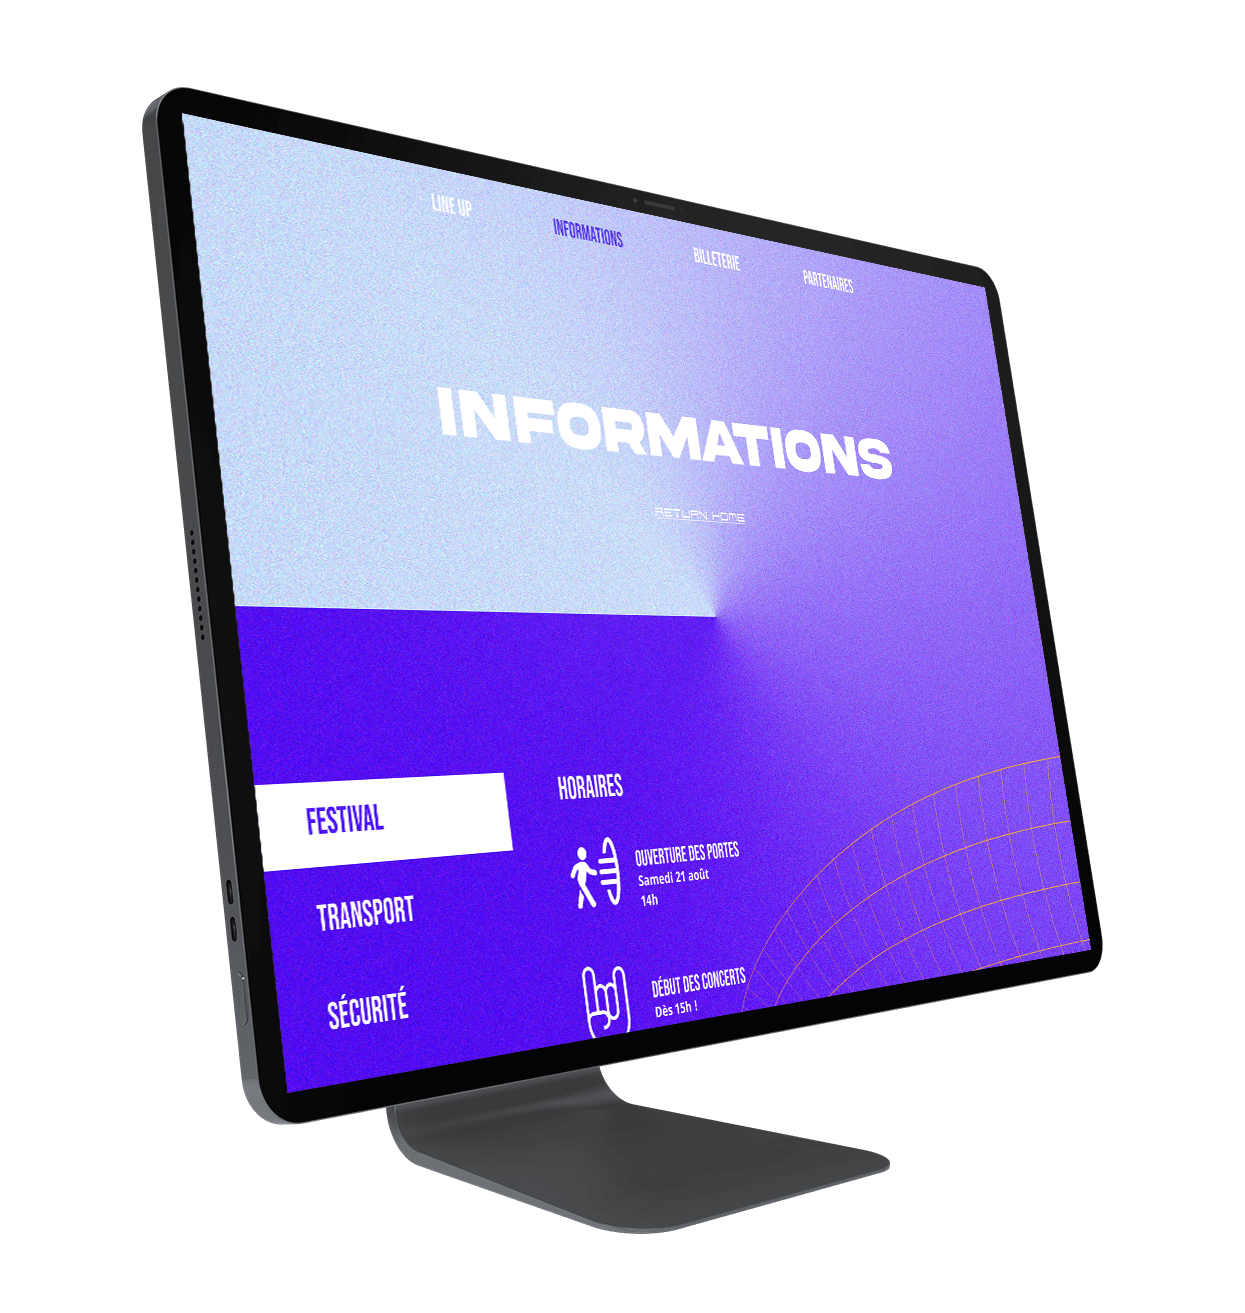 LINE UP
INFORMATIONS
BILLETERIE
PARTENAIRES
INFORMATIONS
RETURN HOME
FESTIVAL
TRANSPORT
SÉCURITÉ
HORAIRES
OUVERTURE DES PORTES
Samedi 21 août
14h
DÉBUT DES CONCERTS
Dès 15h !